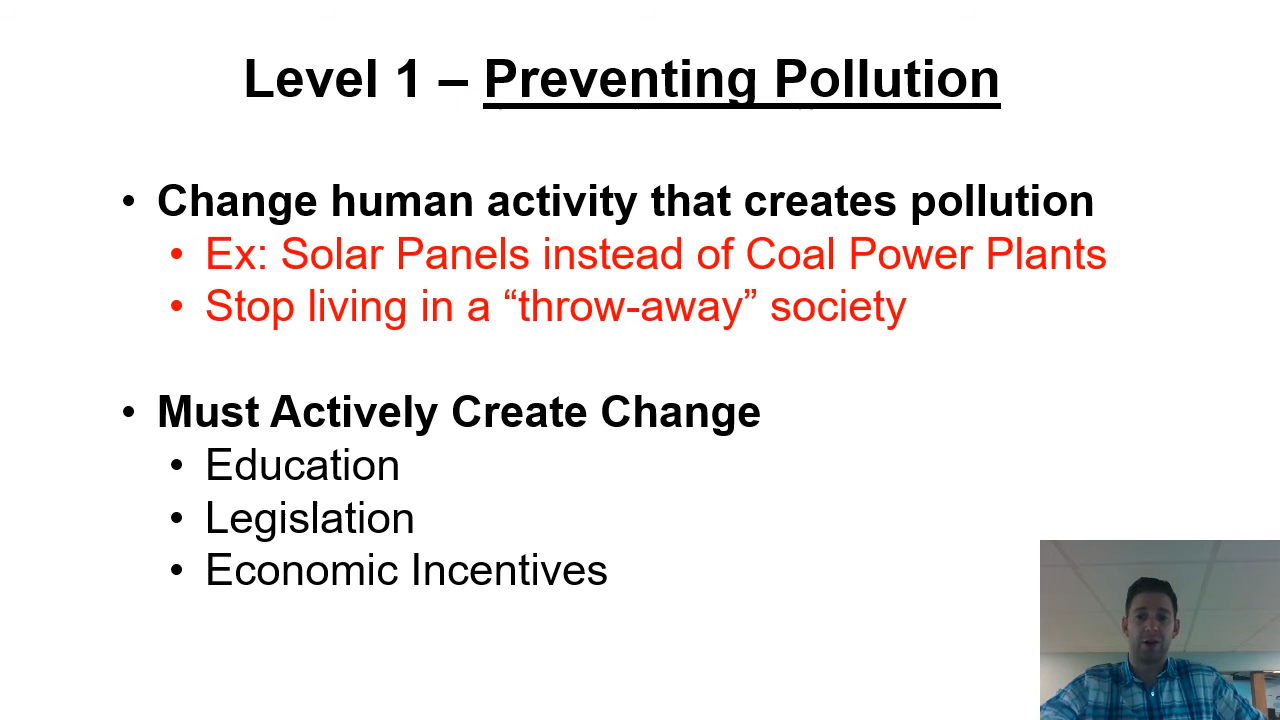 Level 1 – Preventing Pollution
• Change human activity that creates pollution
• Ex: Solar Panels instead of Coal Power Plants
• Stop living in a “throw-away” society
• Must Actively Create Change
• Education
• Legislation
• Economic Incentives